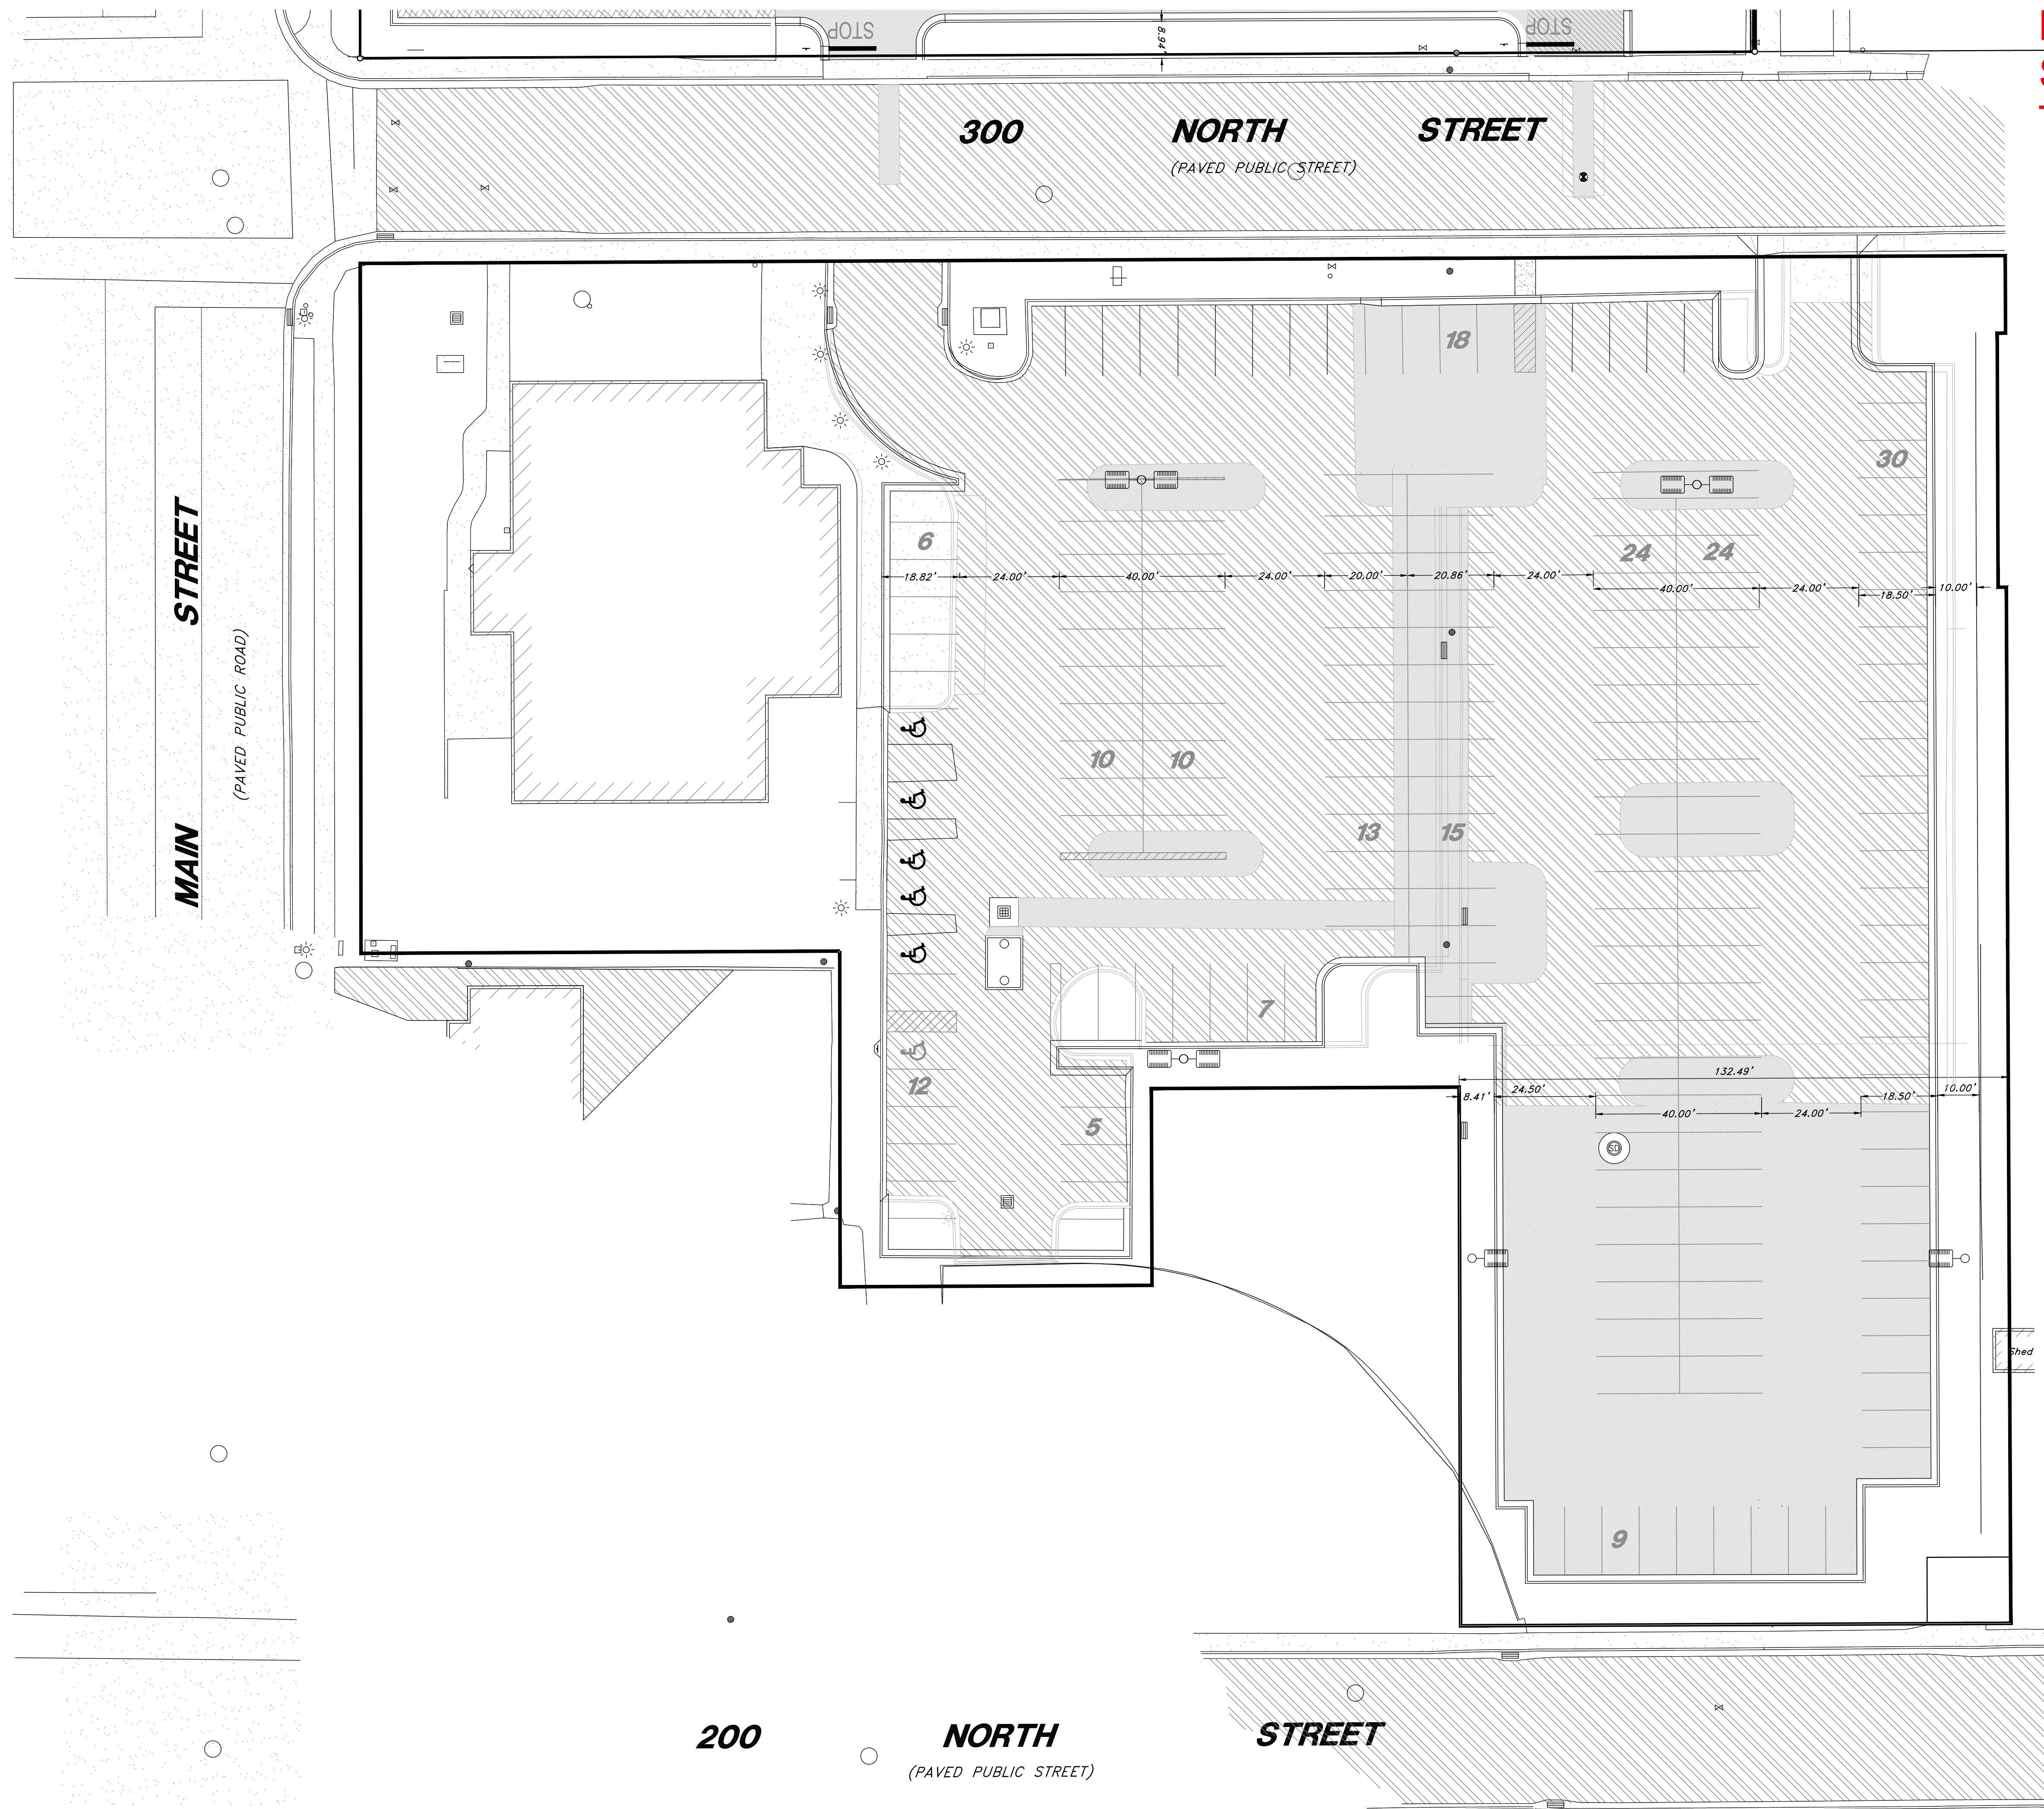 STOP
STOP
8.94'
300 NORTH STREET
(PAVED PUBLIC STREET)
18
30
MAIN STREET
(PAVED PUBLIC ROAD)
6
24 24
18.82' 24.00' 40.00' 24.00' 20.00' 20.86' 24.00' 40.00' 24.00' 18.50' 10.00'
10 10
13 15
7
12
5
132.49'
8.41' 24.50' 40.00' 24.00' 18.50' 10.00'
SD
Shed
9
200 NORTH STREET
(PAVED PUBLIC STREET)